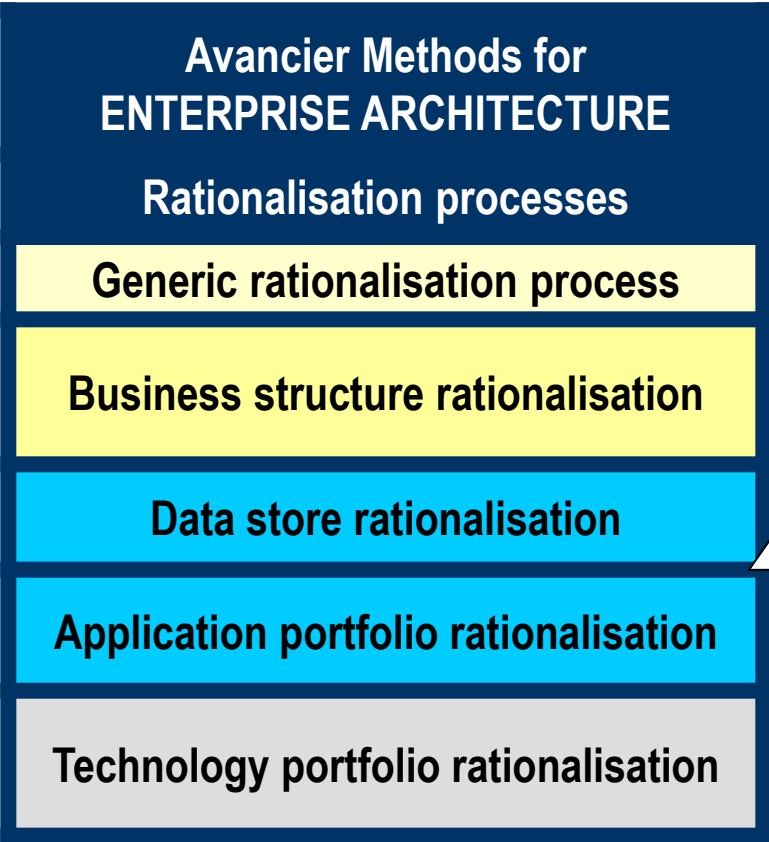 Avancier Methods for
ENTERPRISE ARCHITECTURE
Rationalisation processes
Generic rationalisation process
Business structure rationalisation
Data store rationalisation
Application portfolio rationalisation
Technology portfolio rationalisation